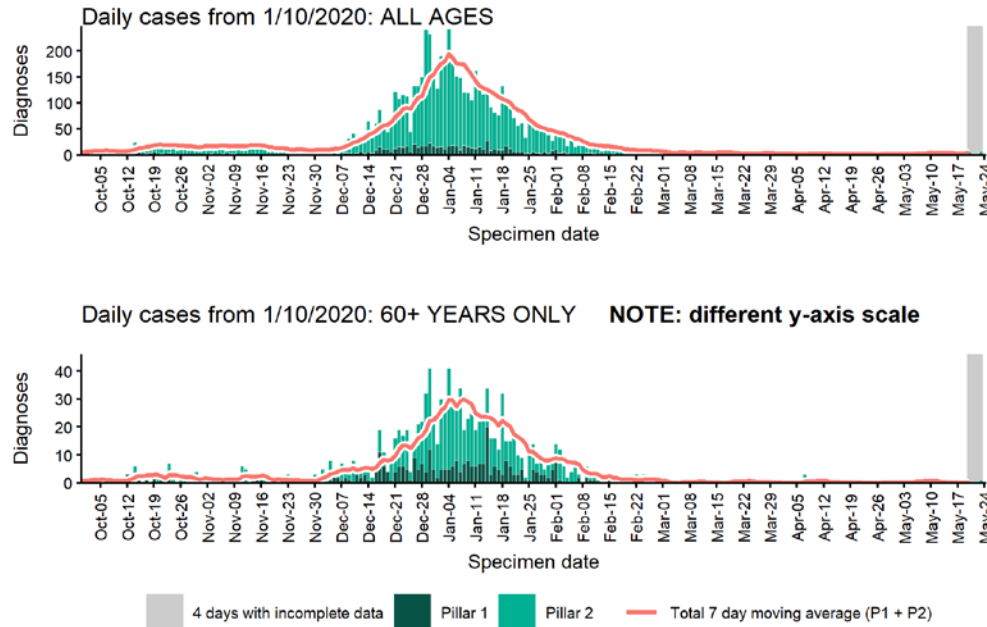 Daily cases from 1/10/2020: ALL AGES
Diagnoses
200
150
100
50
0
Oct-05
Oct-12
Oct-19
Oct-26
Nov-02
Nov-09
Nov-16
Nov-23
Nov-30
Dec-07
Dec-14
Dec-21
Dec-28
Jan-04
Jan-11
Jan-18
Jan-25
Feb-01
Feb-08
Feb-15
Feb-22
Mar-01
Mar-08
Mar-15
Mar-22
Mar-29
Apr-05
Apr-12
Apr-19
Apr-26
May-03
May-10
May-17
May-24
Specimen date
Daily cases from 1/10/2020: 60+ YEARS ONLY NOTE: different y-axis scale
Diagnoses
40
30
20
10
0
Oct-05
Oct-12
Oct-19
Oct-26
Nov-02
Nov-09
Nov-16
Nov-23
Nov-30
Dec-07
Dec-14
Dec-21
Dec-28
Jan-04
Jan-11
Jan-18
Jan-25
Feb-01
Feb-08
Feb-15
Feb-22
Mar-01
Mar-08
Mar-15
Mar-22
Mar-29
Apr-05
Apr-12
Apr-19
Apr-26
May-03
May-10
May-17
May-24
Specimen date
4 days with incomplete data Pillar 1 Pillar 2 Total 7 day moving average (P1 + P2)